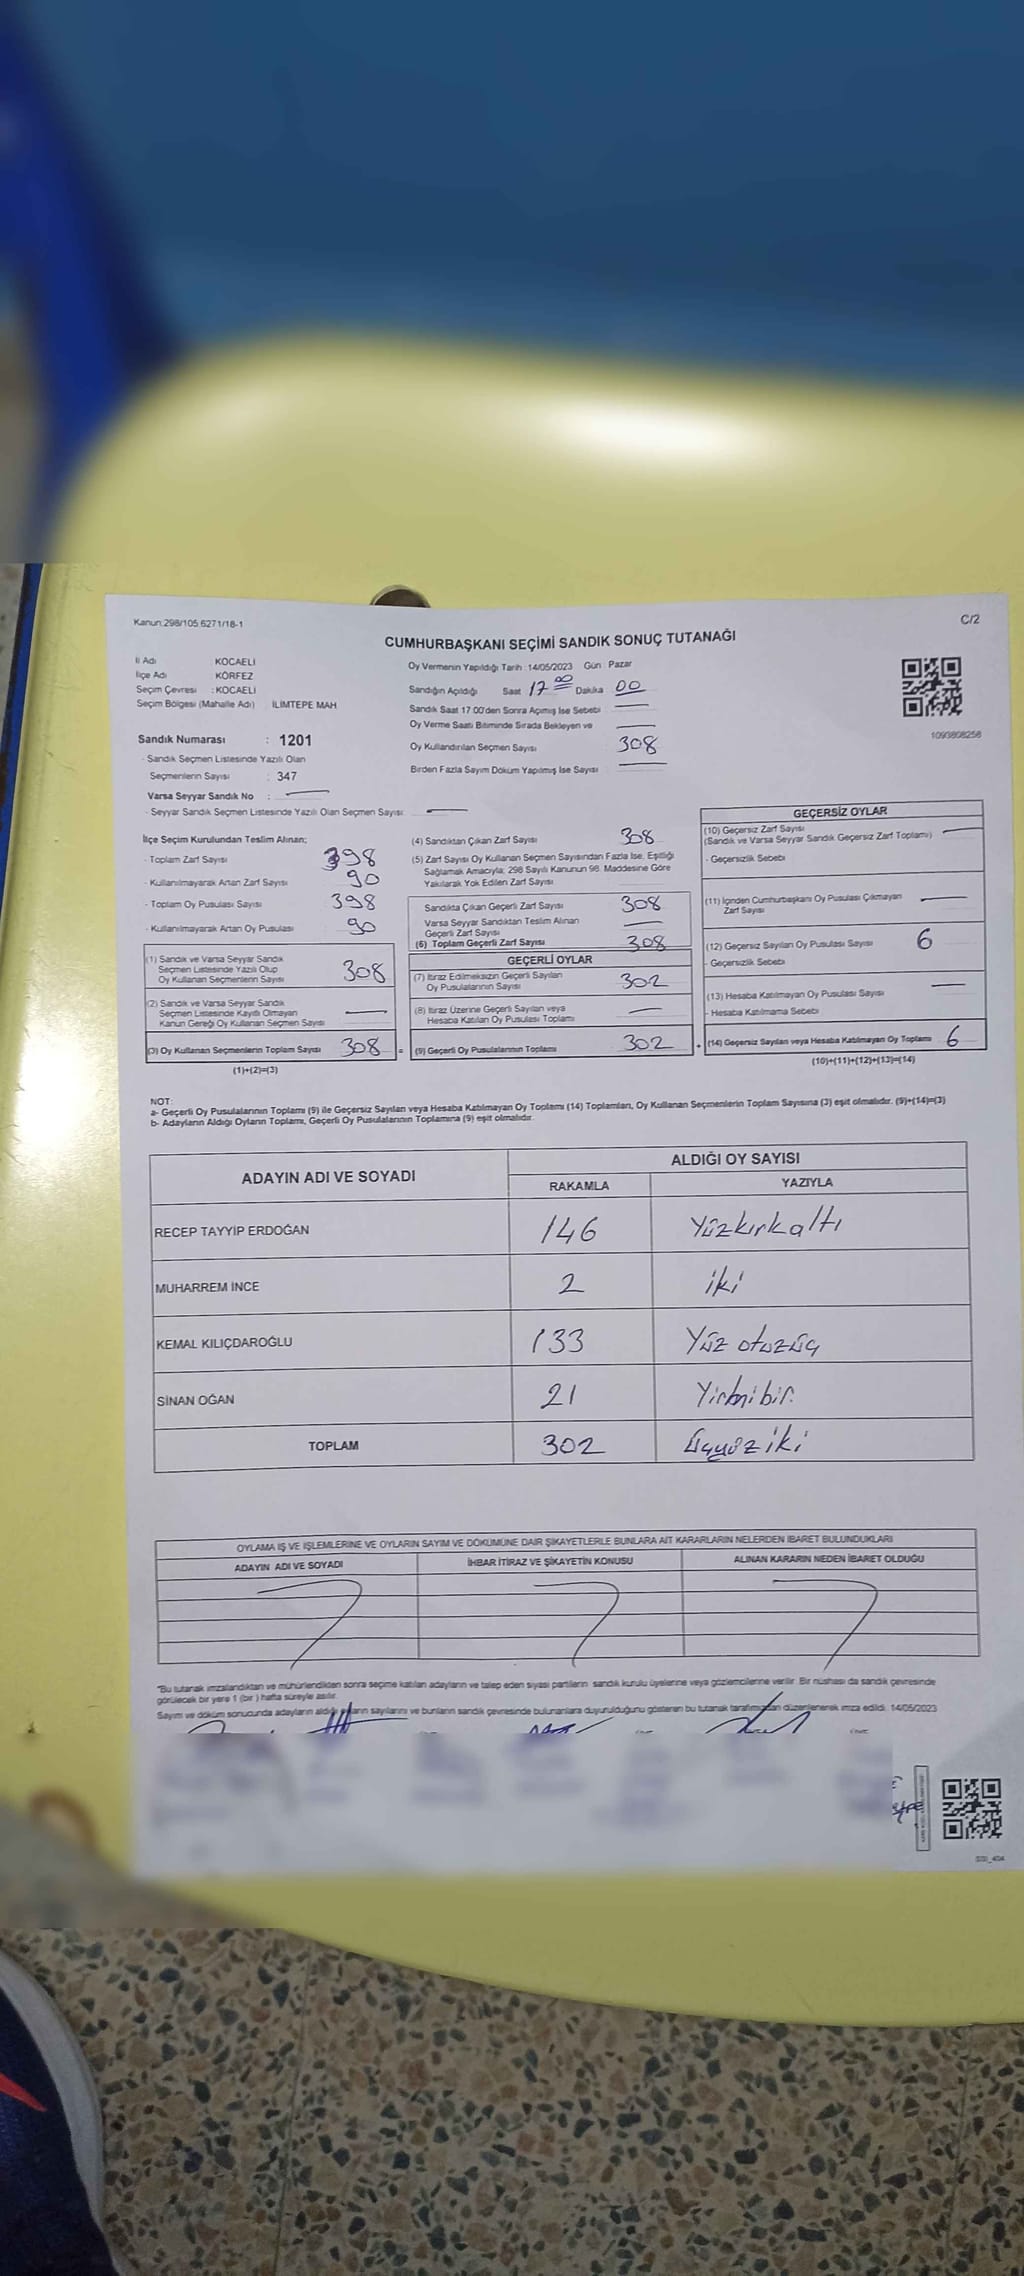 Kanun:298/105 6271/18-1
C/2
CUMHURBAŞKANI SEÇİMİ SANDIK SONUÇ TUTANAĞI
İl Adı KOCAELİ
İlçe Adı KÖRFEZ
Seçim Çevresi : KOCAELİ
Seçim Bölgesi (Mahalle Adı) İLİMTEPE MAH
Sandık Numarası : 1201
- Sandık Seçmen Listesinde Yazılı Olan
Seçmenlerin Sayısı : 347
Varsa Seyyar Sandık No : —
- Seyyar Sandık Seçmen Listesinde Yazılı Olan Seçmen Sayısı: —
Oy Vermenin Yapıldığı Tarih : 14/05/2023 Gün : Pazar
Sandığın Açıldığı Saat 17 00 Dakika 00
Sandık Saat 17:00'den Sonra Açımış İse Sebebi —
Oy Verme Saati Bitiminde Sırada Bekleyen ve —
Oy Kullandırılan Seçmen Sayısı 308
Birden Fazla Sayım Döküm Yapılmış İse Sayısı —
1093808258
İlçe Seçim Kurulundan Teslim Alınan;
- Toplam Zarf Sayısı 398
- Kullanılmayarak Artan Zarf Sayısı 90
- Toplam Oy Pusulası Sayısı 398
- Kullanılmayarak Artan Oy Pusulası 90
(1) Sandık ve Varsa Seyyar Sandık
Seçmen Listesinde Yazılı Olup
Oy Kullanan Seçmenlerin Sayısı 308
(2) Sandık ve Varsa Seyyar Sandık
Seçmen Listesinde Kayıtlı Olmayan
Kanun Gereği Oy Kullanan Seçmen Sayısı —
(3) Oy Kullanan Seçmenlerin Toplam Sayısı 308 =
(1)+(2)=(3)
(4) Sandıktan Çıkan Zarf Sayısı 308
(5) Zarf Sayısı Oy Kullanan Seçmen Sayısından Fazla İse, Eşitliği
Sağlamak Amacıyla; 298 Sayılı Kanunun 98. Maddesine Göre
Yakılarak Yok Edilen Zarf Sayısı
Sandıkta Çıkan Geçerli Zarf Sayısı 308
Varsa Seyyar Sandıktan Teslim Alınan
Geçerli Zarf Sayısı —
(6) Toplam Geçerli Zarf Sayısı 308
GEÇERLİ OYLAR
(7) İtiraz Edilmeksizin Geçerli Sayılan
Oy Pusulalarının Sayısı 302
(8) İtiraz Üzerine Geçerli Sayılan veya
Hesaba Katılan Oy Pusulası Toplamı —
(9) Geçerli Oy Pusulalarının Toplamı 302 +
GEÇERSİZ OYLAR
(10) Geçersiz Zarf Sayısı —
(Sandık ve Varsa Seyyar Sandık Geçersiz Zarf Toplamı)
- Geçersizlik Sebebi
(11) İçinden Cumhurbaşkanı Oy Pusulası Çıkmayan
Zarf Sayısı —
(12) Geçersiz Sayılan Oy Pusulası Sayısı 6
- Geçersizlik Sebebi
(13) Hesaba Katılmayan Oy Pusulası Sayısı —
- Hesaba Katılmama Sebebi
(14) Geçersiz Sayılan veya Hesaba Katılmayan Oy Toplamı 6
(10)+(11)+(12)+(13)=(14)
NOT:
a- Geçerli Oy Pusulalarının Toplamı (9) ile Geçersiz Sayılan veya Hesaba Katılmayan Oy Toplamı (14) Toplamları, Oy Kullanan Seçmenlerin Toplam Sayısına (3) eşit olmalıdır. (9)+(14)=(3)
b- Adayların Aldığı Oyların Toplamı, Geçerli Oy Pusulalarının Toplamına (9) eşit olmalıdır.
ADAYIN ADI VE SOYADI ALDIĞI OY SAYISI
RAKAMLA YAZIYLA
RECEP TAYYİP ERDOĞAN 146 Yüzkırkaltı
MUHARREM İNCE 2 iki
KEMAL KILIÇDAROĞLU 133 Yüz otuzüç
SİNAN OĞAN 21 Yirmibir.
TOPLAM 302 Üçyüz iki
OYLAMA İŞ VE İŞLEMLERİNE VE OYLARIN SAYIM VE DÖKÜMÜNE DAİR ŞİKAYETLERLE BUNLARA AİT KARARLARIN NELERDEN İBARET BULUNDUKLARI
ADAYIN ADI VE SOYADI İHBAR İTİRAZ VE ŞİKAYETİN KONUSU ALINAN KARARIN NEDEN İBARET OLDUĞU
*Bu tutanak imzalandıktan ve mühürlendikten sonra seçime katılan adayların ve talep eden siyasi partilerin sandık kurulu üyelerine veya gözlemcilerine verilir. Bir nüshası da sandık çevresinde
görülecek bir yere 1 (bir ) hafta süreyle asılır.
Sayım ve döküm sonucunda adayların aldığı oyların sayılarını ve bunların sandık çevresinde bulunanlara duyurulduğunu gösteren bu tutanak tarafımızdan düzenlenerek imza edildi. 14/05/2023